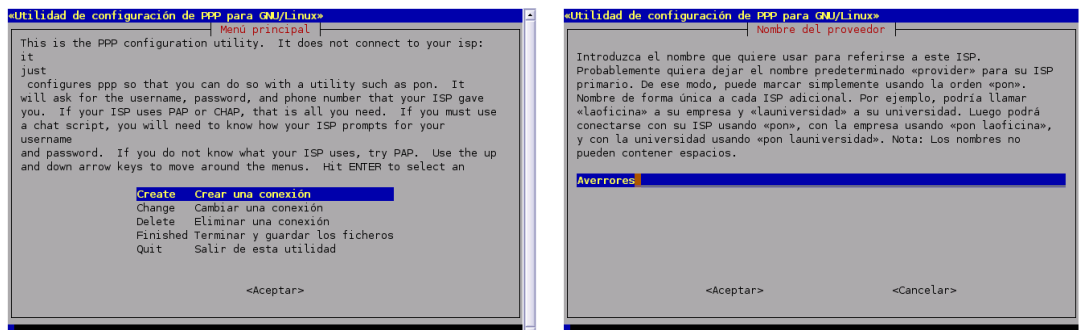 «Utilidad de configuración de PPP para GNU/Linux»
Menú principal
This is the PPP configuration utility.  It does not connect to your isp:
it
just
configures ppp so that you can do so with a utility such as pon.  It
will ask for the username, password, and phone number that your ISP gave
you.  If your ISP uses PAP or CHAP, that is all you need.  If you must use
a chat script, you will need to know how your ISP prompts for your
username
and password.  If you do not know what your ISP uses, try PAP.  Use the up
and down arrow keys to move around the menus.  Hit ENTER to select an
Create Crear una conexión
Change Cambiar una conexión
Delete Eliminar una conexión
Finished Terminar y guardar los ficheros
Quit Salir de esta utilidad
<Aceptar>
«Utilidad de configuración de PPP para GNU/Linux»
Nombre del proveedor
Introduzca el nombre que quiere usar para referirse a este ISP.
Probablemente quiera dejar el nombre predeterminado «provider» para su ISP
primario. De ese modo, puede marcar simplemente usando la orden «pon».
Nombre de forma única a cada ISP adicional. Por ejemplo, podría llamar
«laoficina» a su empresa y «launiversidad» a su universidad. Luego podrá
conectarse con su ISP usando «pon», con la empresa usando «pon laoficina»,
y con la universidad usando «pon launiversidad». Nota: Los nombres no
pueden contener espacios.
Averrores
<Aceptar> <Cancelar>